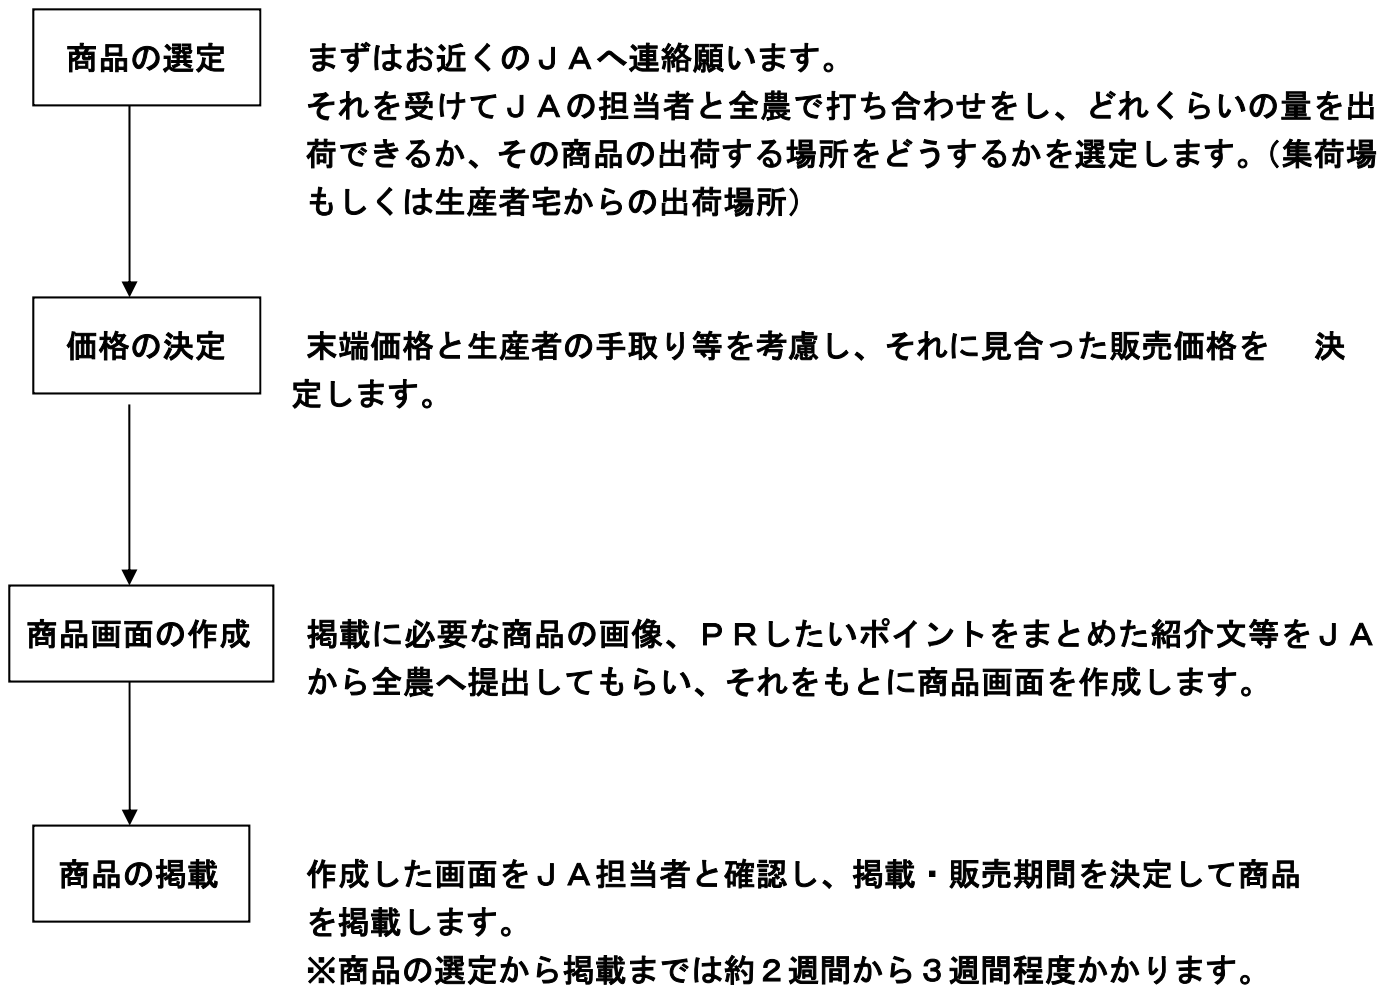 商品の選定
まずはお近くのＪＡへ連絡願います。
それを受けてＪＡの担当者と全農で打ち合わせをし、どれくらいの量を出
荷できるか、その商品の出荷する場所をどうするかを選定します。（集荷場
もしくは生産者宅からの出荷場所）
価格の決定
末端価格と生産者の手取り等を考慮し、それに見合った販売価格を　決
定します。
商品画面の作成
掲載に必要な商品の画像、ＰＲしたいポイントをまとめた紹介文等をＪＡ
から全農へ提出してもらい、それをもとに商品画面を作成します。
商品の掲載
作成した画面をＪＡ担当者と確認し、掲載・販売期間を決定して商品
を掲載します。
※商品の選定から掲載までは約２週間から３週間程度かかります。